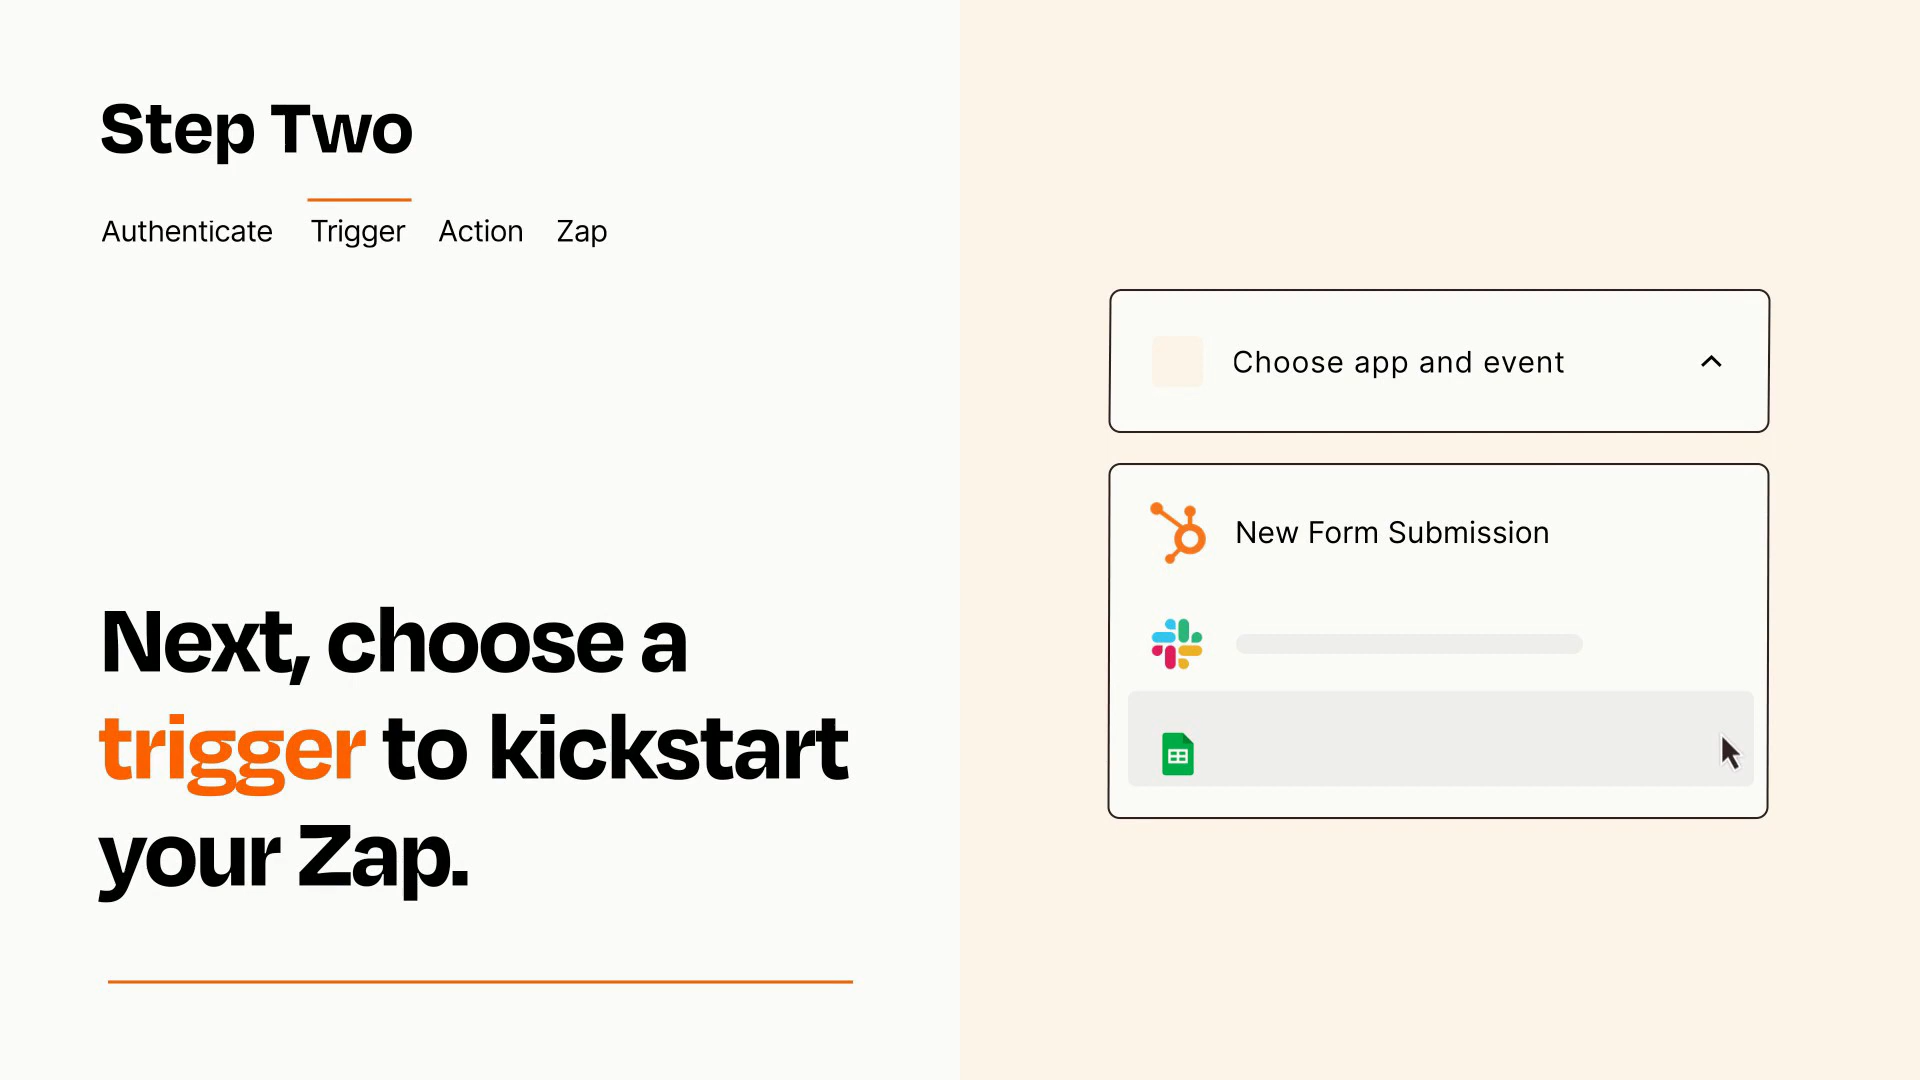 Step Two
Authenticate Trigger Action Zap
Next, choose a
trigger to kickstart
your Zap.
Choose app and event
New Form Submission